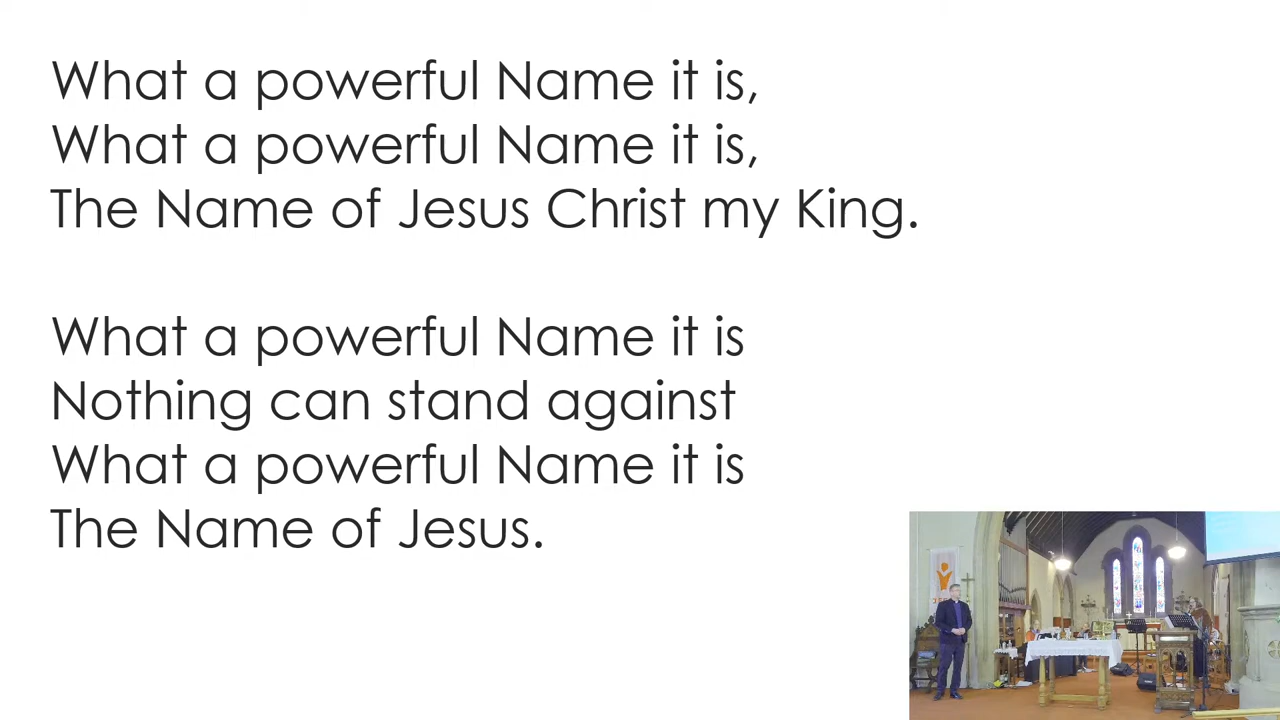 What a powerful Name it is,
What a powerful Name it is,
The Name of Jesus Christ my King.
What a powerful Name it is
Nothing can stand against
What a powerful Name it is
The Name of Jesus.